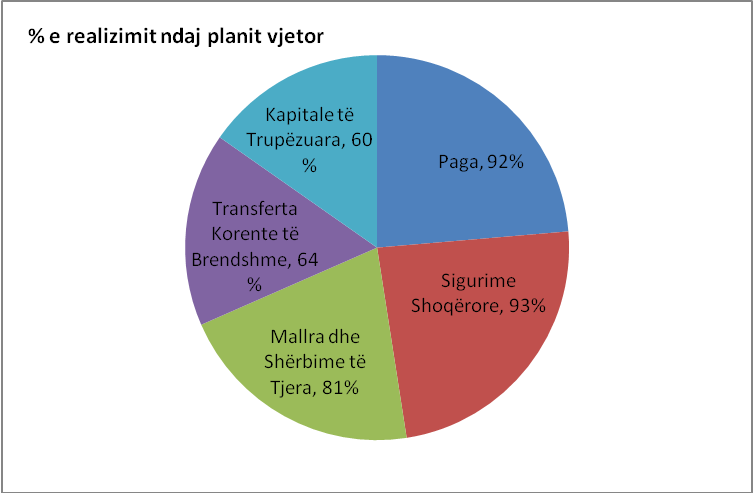 % e realizimit ndaj planit vjetor
Kapitale të
Trupëzuara, 60
%
Paga, 92%
Transferta
Korente të
Brendshme, 64
%
Sigurime
Shoqërore, 93%
Mallra dhe
Shërbime të
Tjera, 81%